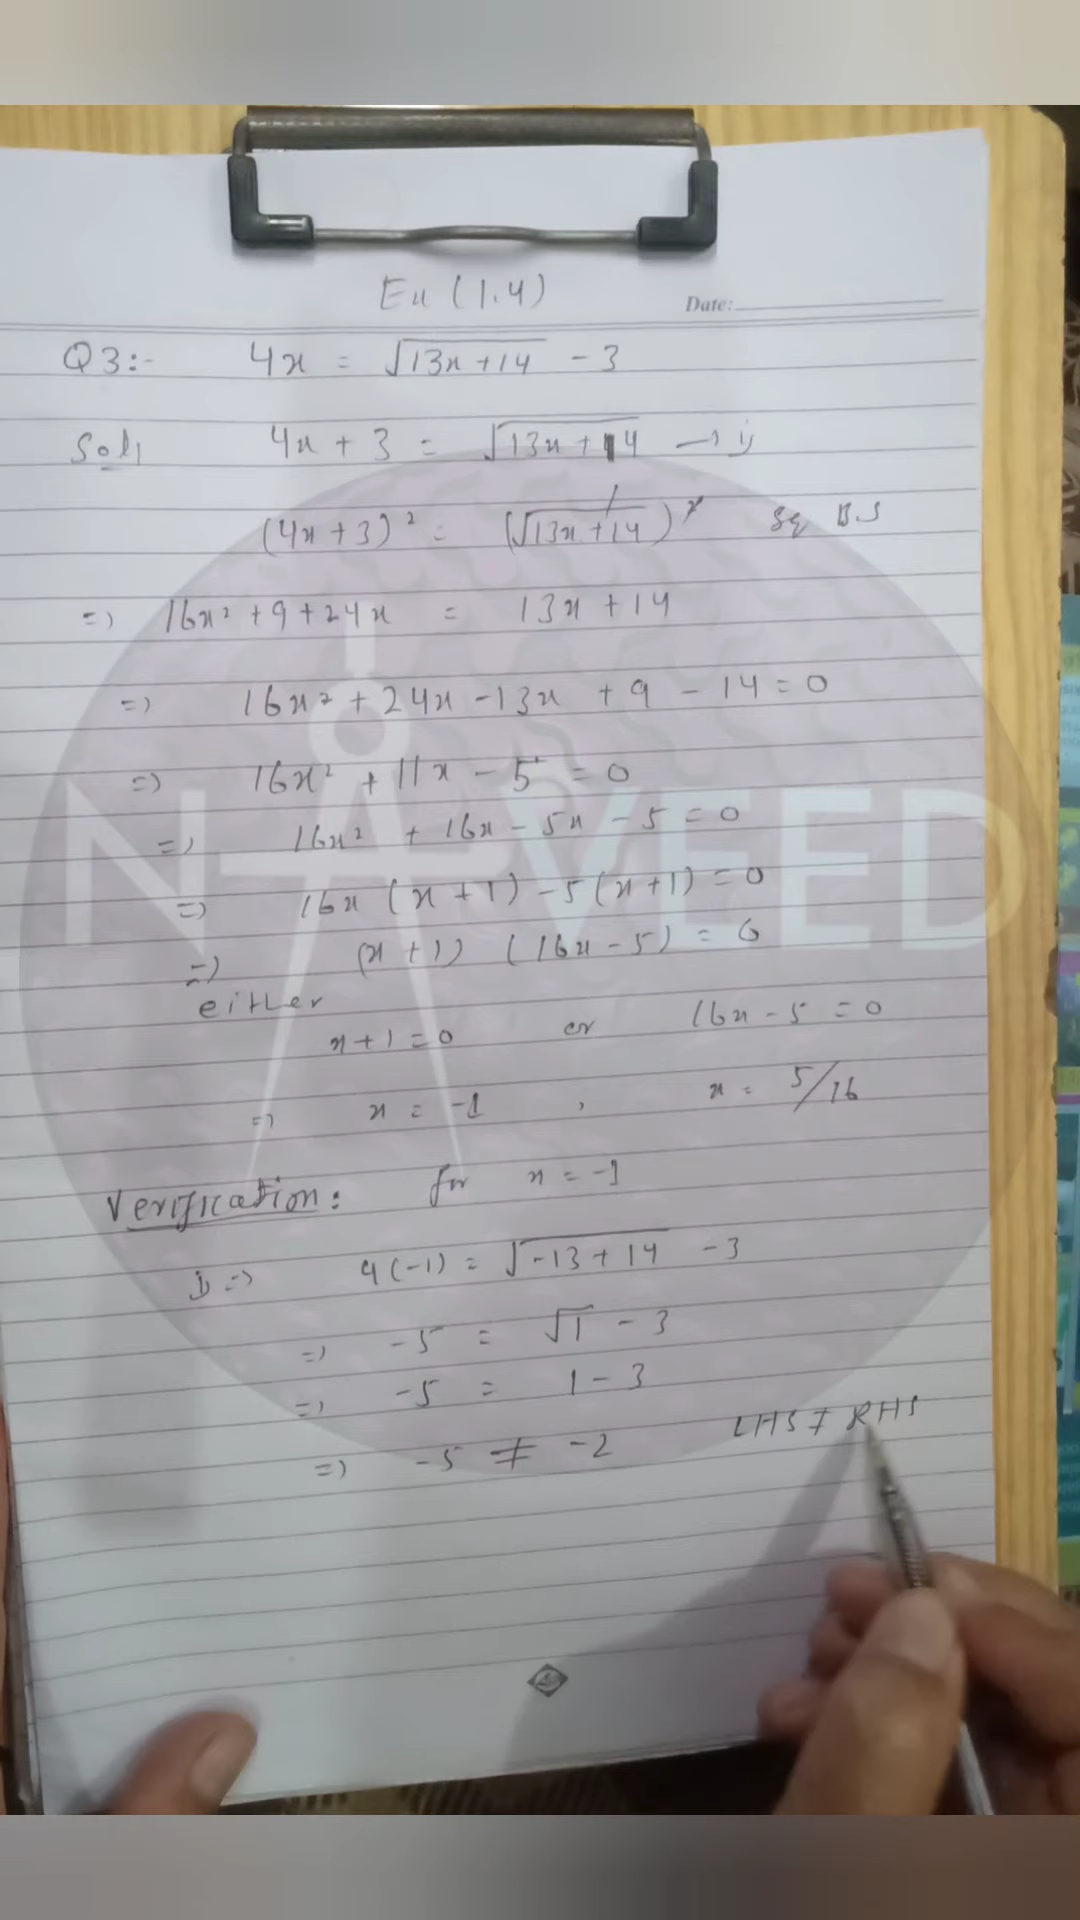 Ex (1.4)
Date:
Q3:- 4x = √13x+14 - 3
Sol, 4x + 3 = √13x+14 → i)
(4x+3)² = (√13x+14)² Sq B.S
=> 16x² + 9 + 24x = 13x + 14
=> 16x² + 24x - 13x + 9 - 14 = 0
=> 16x² + 11x - 5 = 0
=> 16x² + 16x - 5x - 5 = 0
=> 16x (x+1) - 5(x+1) = 0
=> (x+1) (16x-5) = 0
either
x+1 = 0 or 16x - 5 = 0
=> x = -1 , x = 5/16
Verification: for x = -1
i) => 4(-1) = √-13+14 - 3
=> -5 = √1 - 3
=> -5 = 1 - 3
=> -5 ≠ -2 LHS ≠ RHS
NAVEED